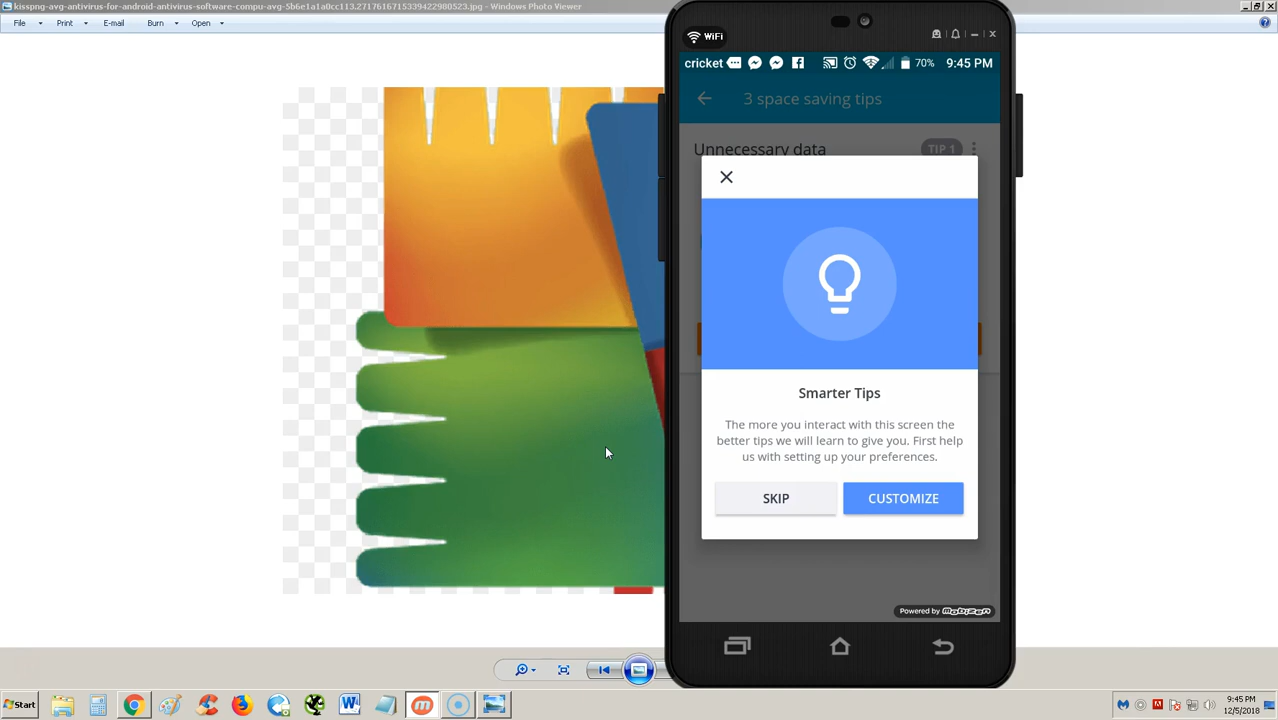 kisspng-avg-antivirus-for-android-antivirus-software-compu-avg-5b6e1a1a0cc113.2717616715339422980523.jpg - Windows Photo Viewer
File Print E-mail Burn Open
WiFi
cricket 70% 9:45 PM
3 space saving tips
Unnecessary data TIP 1
Smarter Tips
The more you interact with this screen the
better tips we will learn to give you. First help
us with setting up your preferences.
SKIP CUSTOMIZE
Powered by mobizen
Start
9:45 PM
12/5/2018